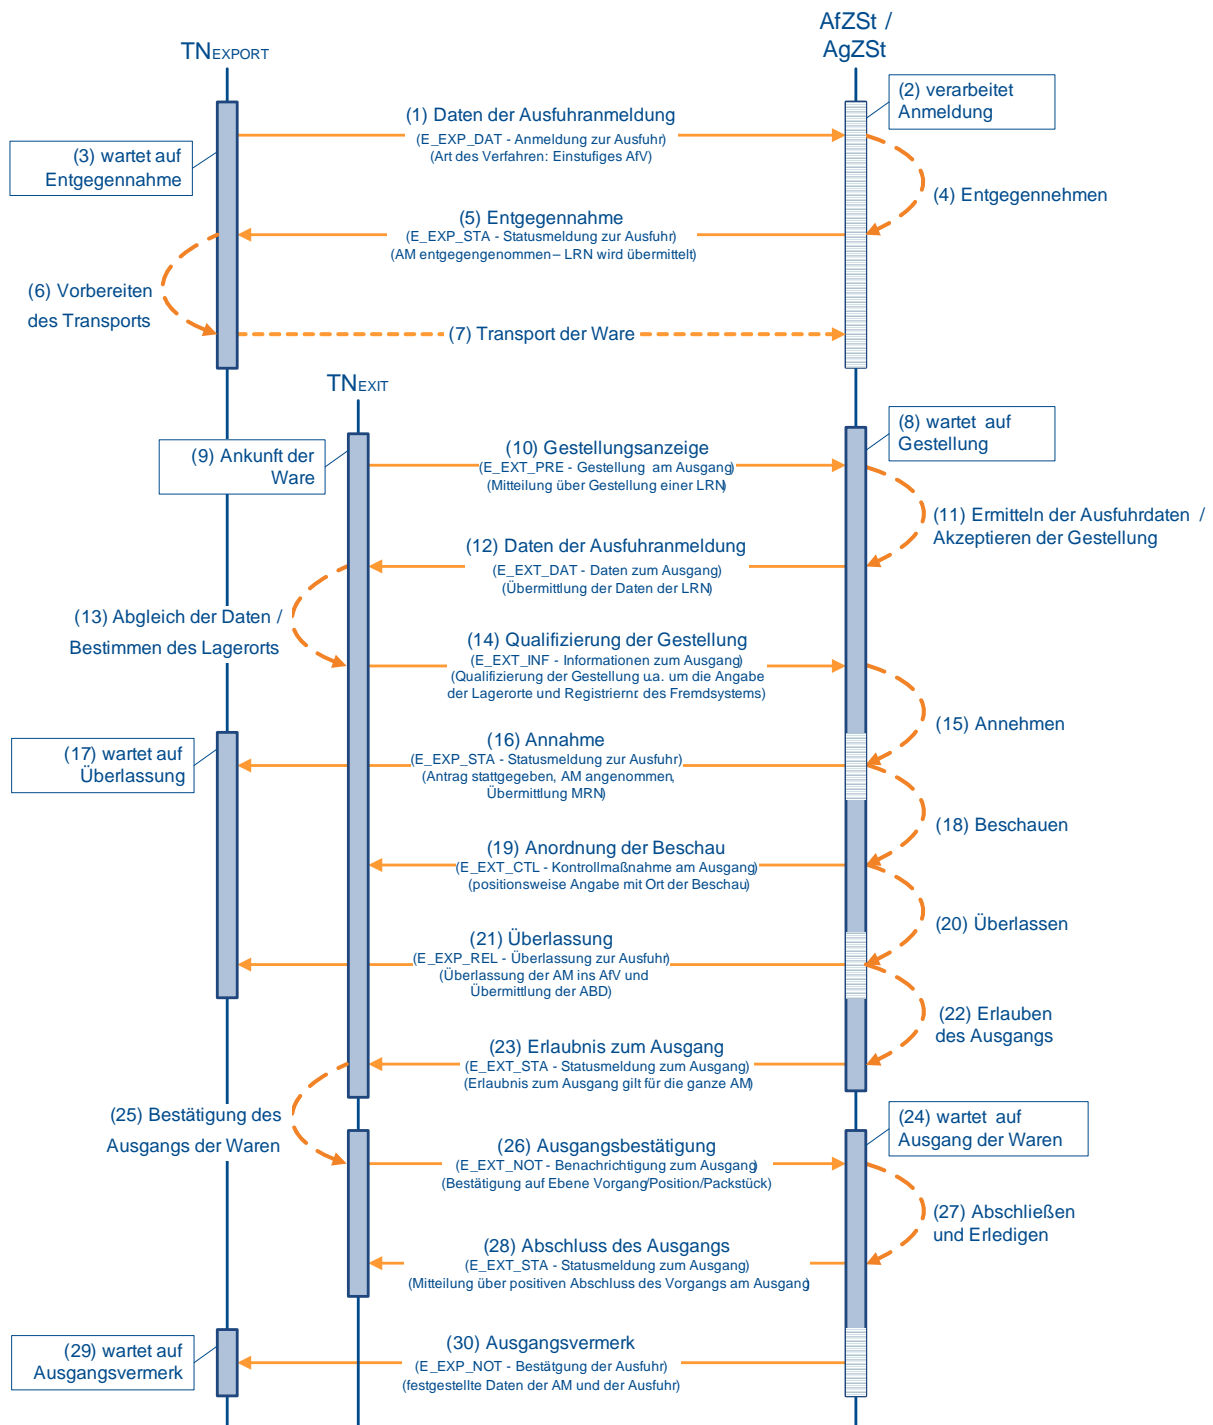 AfZSt /
AgZSt
TNEXPORT
(2) verarbeitet
Anmeldung
(1) Daten der Ausfuhranmeldung
(E_EXP_DAT - Anmeldung zur Ausfuhr)
(Art des Verfahren: Einstufiges AfV)
(3) wartet auf
Entgegennahme
(4) Entgegennehmen
(5) Entgegennahme
(E_EXP_STA - Statusmeldung zur Ausfuhr)
(AM entgegengenommen – LRN wird übermittelt)
(6) Vorbereiten
des Transports
(7) Transport der Ware
TNEXIT
(8) wartet auf
Gestellung
(9) Ankunft der
Ware
(10) Gestellungsanzeige
(E_EXT_PRE - Gestellung am Ausgang)
(Mitteilung über Gestellung einer LRN)
(11) Ermitteln der Ausfuhrdaten /
Akzeptieren der Gestellung
(12) Daten der Ausfuhranmeldung
(E_EXT_DAT - Daten zum Ausgang)
(Übermittlung der Daten der LRN)
(13) Abgleich der Daten /
Bestimmen des Lagerorts
(14) Qualifizierung der Gestellung
(E_EXT_INF - Informationen zum Ausgang)
(Qualifizierung der Gestellung u.a. um die Angabe
der Lagerorte und Registriernr. des Fremdsystems)
(15) Annehmen
(16) Annahme
(E_EXP_STA - Statusmeldung zur Ausfuhr)
(Antrag stattgegeben, AM angenommen,
Übermittlung MRN)
(17) wartet auf
Überlassung
(18) Beschauen
(19) Anordnung der Beschau
(E_EXT_CTL - Kontrollmaßnahme am Ausgang)
(positionsweise Angabe mit Ort der Beschau)
(20) Überlassen
(21) Überlassung
(E_EXP_REL - Überlassung zur Ausfuhr)
(Überlassung der AM ins AfV und
Übermittlung der ABD)
(22) Erlauben
des Ausgangs
(23) Erlaubnis zum Ausgang
(E_EXT_STA - Statusmeldung zum Ausgang)
(Erlaubnis zum Ausgang gilt für die ganze AM)
(24) wartet auf
Ausgang der Waren
(25) Bestätigung des
Ausgangs der Waren
(26) Ausgangsbestätigung
(E_EXT_NOT - Benachrichtigung zum Ausgang)
(Bestätigung auf Ebene Vorgang/Position/Packstück)
(27) Abschließen
und Erledigen
(28) Abschluss des Ausgangs
(E_EXT_STA - Statusmeldung zum Ausgang)
(Mitteilung über positiven Abschluss des Vorgangs am Ausgang)
(29) wartet auf
Ausgangsvermerk
(30) Ausgangsvermerk
(E_EXP_NOT - Bestätgung der Ausfuhr)
(festgestellte Daten der AM und der Ausfuhr)